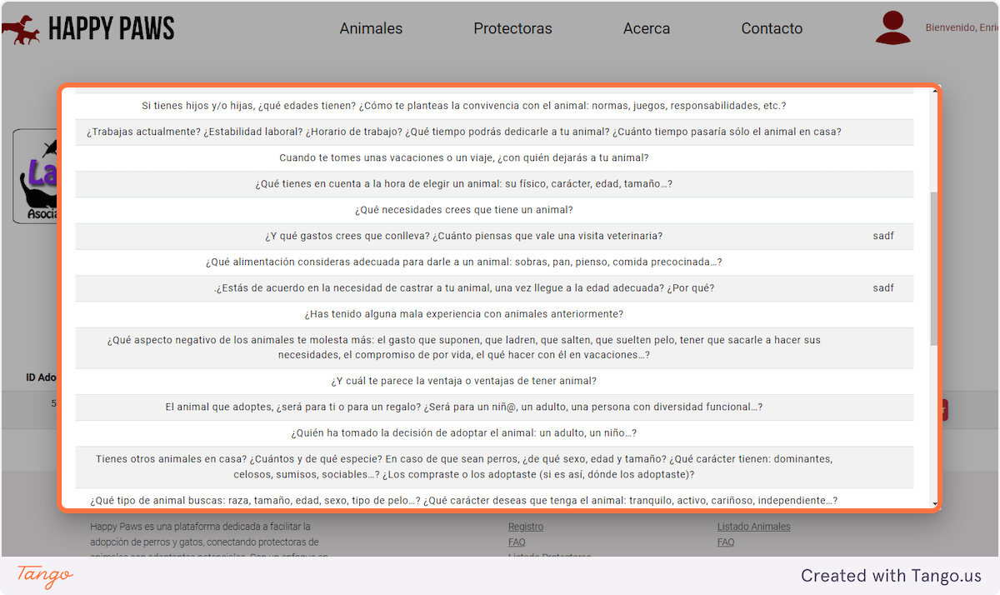 HAPPY PAWS
Animales
Protectoras
Acerca
Contacto
Bienvenido, Enri
Si tienes hijos y/o hijas, ¿qué edades tienen? ¿Cómo te planteas la convivencia con el animal: normas, juegos, responsabilidades, etc.?
¿Trabajas actualmente? ¿Estabilidad laboral? ¿Horario de trabajo? ¿Qué tiempo podrás dedicarle a tu animal? ¿Cuánto tiempo pasaría sólo el animal en casa?
Cuando te tomes unas vacaciones o un viaje, ¿con quién dejarás a tu animal?
La
¿Qué tienes en cuenta a la hora de elegir un animal: su físico, carácter, edad, tamaño…?
Asocia
¿Qué necesidades crees que tiene un animal?
¿Y qué gastos crees que conlleva? ¿Cuánto piensas que vale una visita veterinaria?
sadf
¿Qué alimentación consideras adecuada para darle a un animal: sobras, pan, pienso, comida precocinada…?
.¿Estás de acuerdo en la necesidad de castrar a tu animal, una vez llegue a la edad adecuada? ¿Por qué?
sadf
¿Has tenido alguna mala experiencia con animales anteriormente?
¿Qué aspecto negativo de los animales te molesta más: el gasto que suponen, que ladren, que salten, que suelten pelo, tener que sacarle a hacer sus
necesidades, el compromiso de por vida, el qué hacer con él en vacaciones…?
ID Ado
¿Y cuál te parece la ventaja o ventajas de tener animal?
5
El animal que adoptes, ¿será para ti o para un regalo? ¿Será para un niñ@, un adulto, una persona con diversidad funcional…?
¿Quién ha tomado la decisión de adoptar el animal: un adulto, un niño…?
Tienes otros animales en casa? ¿Cuántos y de qué especie? En caso de que sean perros, ¿de qué sexo, edad y tamaño? ¿Qué carácter tienen: dominantes,
celosos, sumisos, sociables…? ¿Los compraste o los adoptaste (si es así, dónde los adoptaste)?
¿Qué tipo de animal buscas: raza, tamaño, edad, sexo, tipo de pelo…? ¿Qué carácter deseas que tenga el animal: tranquilo, activo, cariñoso, independiente…?
Happy Paws es una plataforma dedicada a facilitar la
adopción de perros y gatos, conectando protectoras de
animales con adoptantes potenciales. Con un enfoque en
Registro
FAQ
Listado Protectoras
Listado Animales
FAQ
Tango
Created with Tango.us